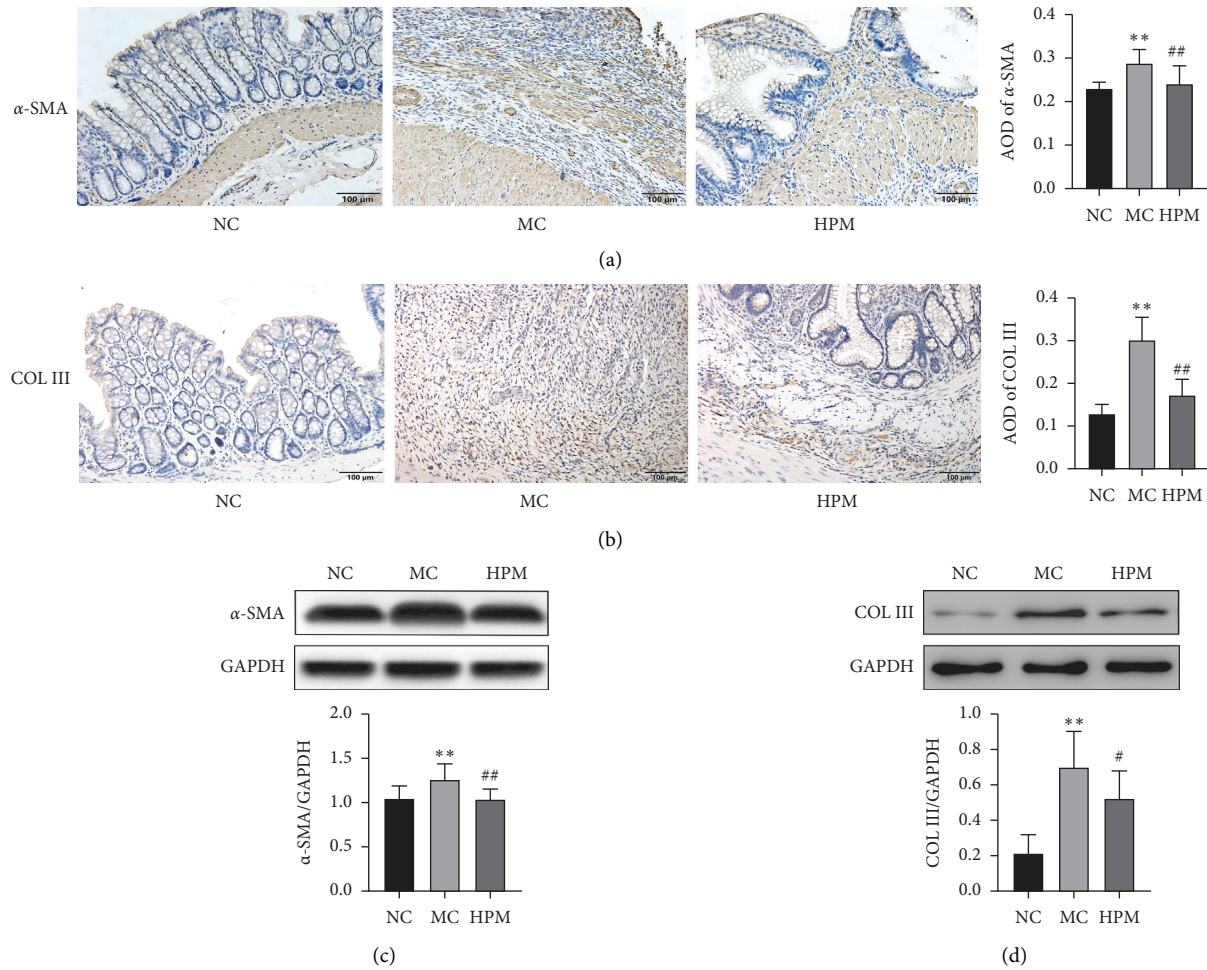 α-SMA
100 μm
100 μm
100 μm
NC
MC
HPM
AOD of α-SMA
0.4
0.3
0.2
0.1
0.0
**
##
NC MC HPM
(a)
COL III
100 μm
100 μm
100 μm
NC
MC
HPM
AOD of COL III
0.4
0.3
0.2
0.1
0.0
**
##
NC MC HPM
(b)
NC MC HPM
α-SMA
GAPDH
α-SMA/GAPDH
2.0
1.5
1.0
0.5
0.0
**
##
NC MC HPM
(c)
NC MC HPM
COL III
GAPDH
COL III/GAPDH
1.0
0.8
0.6
0.4
0.2
0.0
**
#
NC MC HPM
(d)